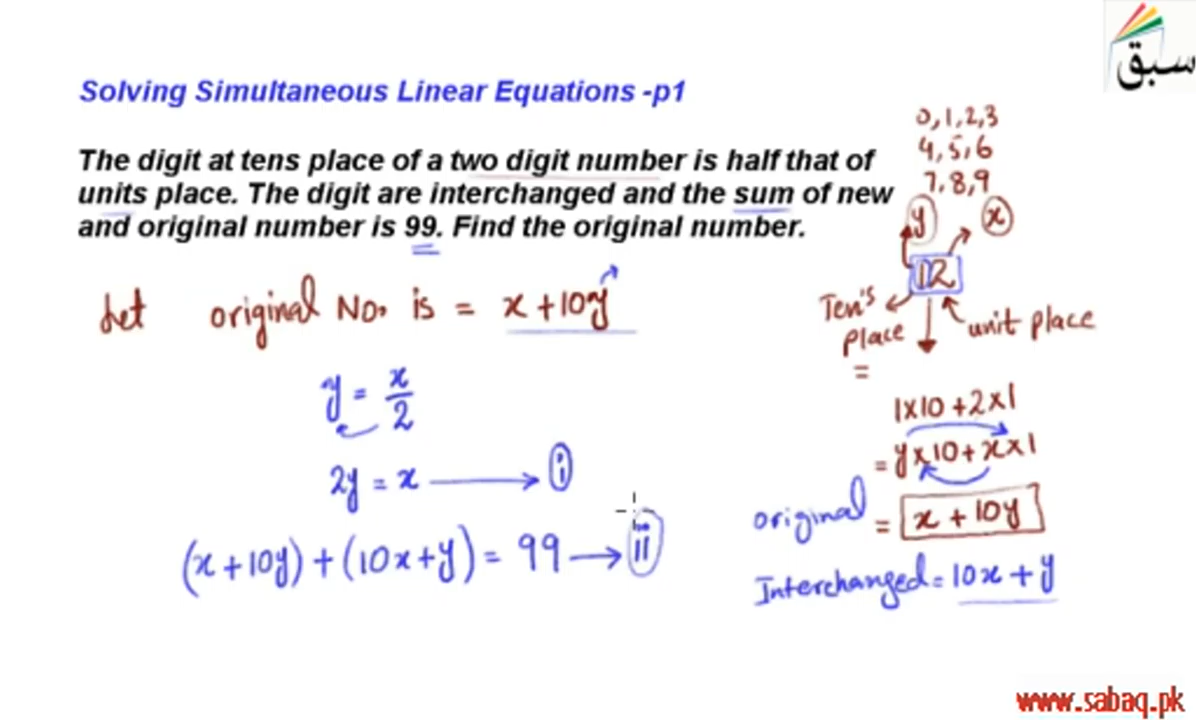 سبق
Solving Simultaneous Linear Equations -p1
The digit at tens place of a two digit number is half that of
units place. The digit are interchanged and the sum of new
and original number is 99. Find the original number.
0,1,2,3
4,5,6
7,8,9
y x
12
Ten's place =
unit place
Let original No. is = x+10y
y = x/2
2y = x ⟶ (i)
(x+10y)+(10x+y) = 99 ⟶ (ii)
1x10 +2x1
= yx10+xx1
original = x + 10y
Interchanged = 10x + y
www.sabaq.pk